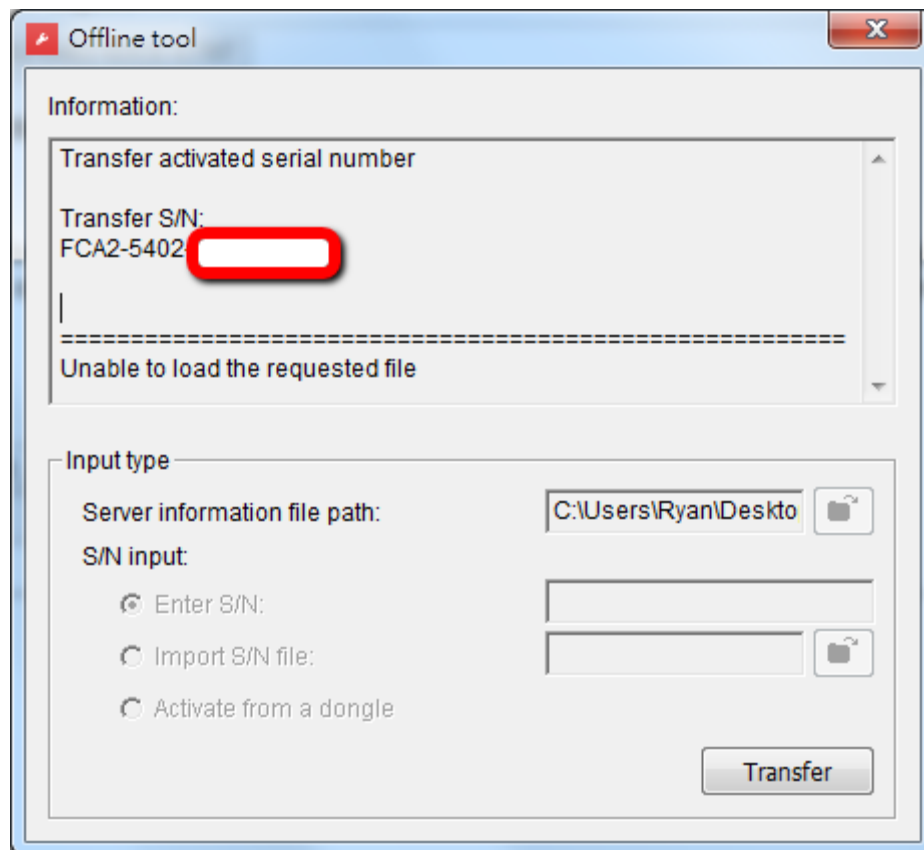 Offline tool
Information:
Transfer activated serial number
Transfer S/N:
FCA2-5402-
=======================================================
Unable to load the requested file
Input type
Server information file path:
C:\Users\Ryan\Deskto
S/N input:
Enter S/N:
Import S/N file:
Activate from a dongle
Transfer